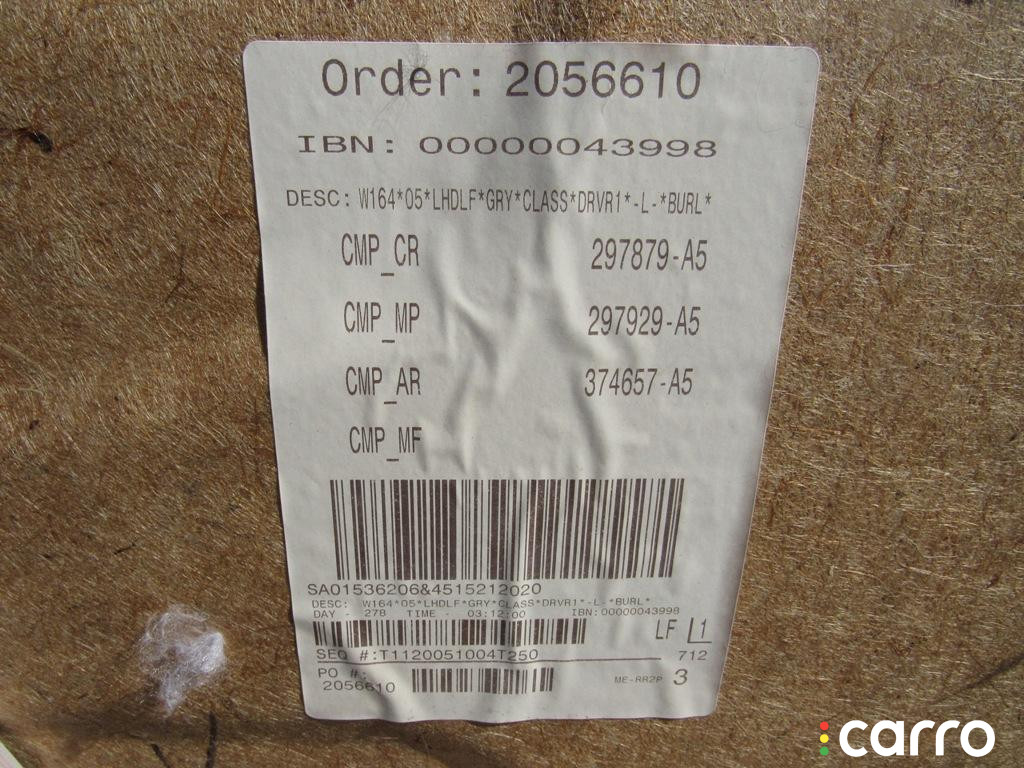 Order: 2056610
IBN: 00000043998
DESC: W164*05*LHDLF*GRY*CLASS*DRVR1*-L-*BURL*
CMP_CR 297879-A5
CMP_MP 297929-A5
CMP_AR 374657-A5
CMP_MF
SA01536206&4515212020
DESC: W164*05*LHDLF*GRY*CLASS*DRVR1*-L-*BURL*
DAY - 278 TIME - 03:12:00 IBN:00000043998
LF 1
SEQ #:T1120051004T250 712
PO #:
2056610 ME-RR2P 3
carro